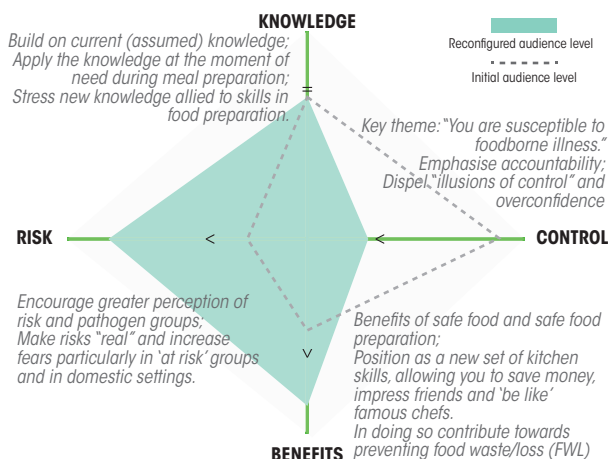 KNOWLEDGE
Build on current (assumed) knowledge;
Apply the knowledge at the moment of
need during meal preparation;
Stress new knowledge allied to skills in
food preparation.
Reconfigured audience level
Initial audience level
Key theme: "You are susceptible to
foodborne illness."
Emphasise accountability;
Dispel "illusions of control" and
overconfidence
=
RISK
<
<
CONTROL
Encourage greater perception of
risk and pathogen groups;
Make risks "real" and increase
fears particularly in 'at risk' groups
and in domestic settings.
Benefits of safe food and safe food
preparation;
Position as a new set of kitchen
skills, allowing you to save money,
impress friends and 'be like'
famous chefs.
In doing so contribute towards
preventing food waste/loss (FWL)
BENEFITS